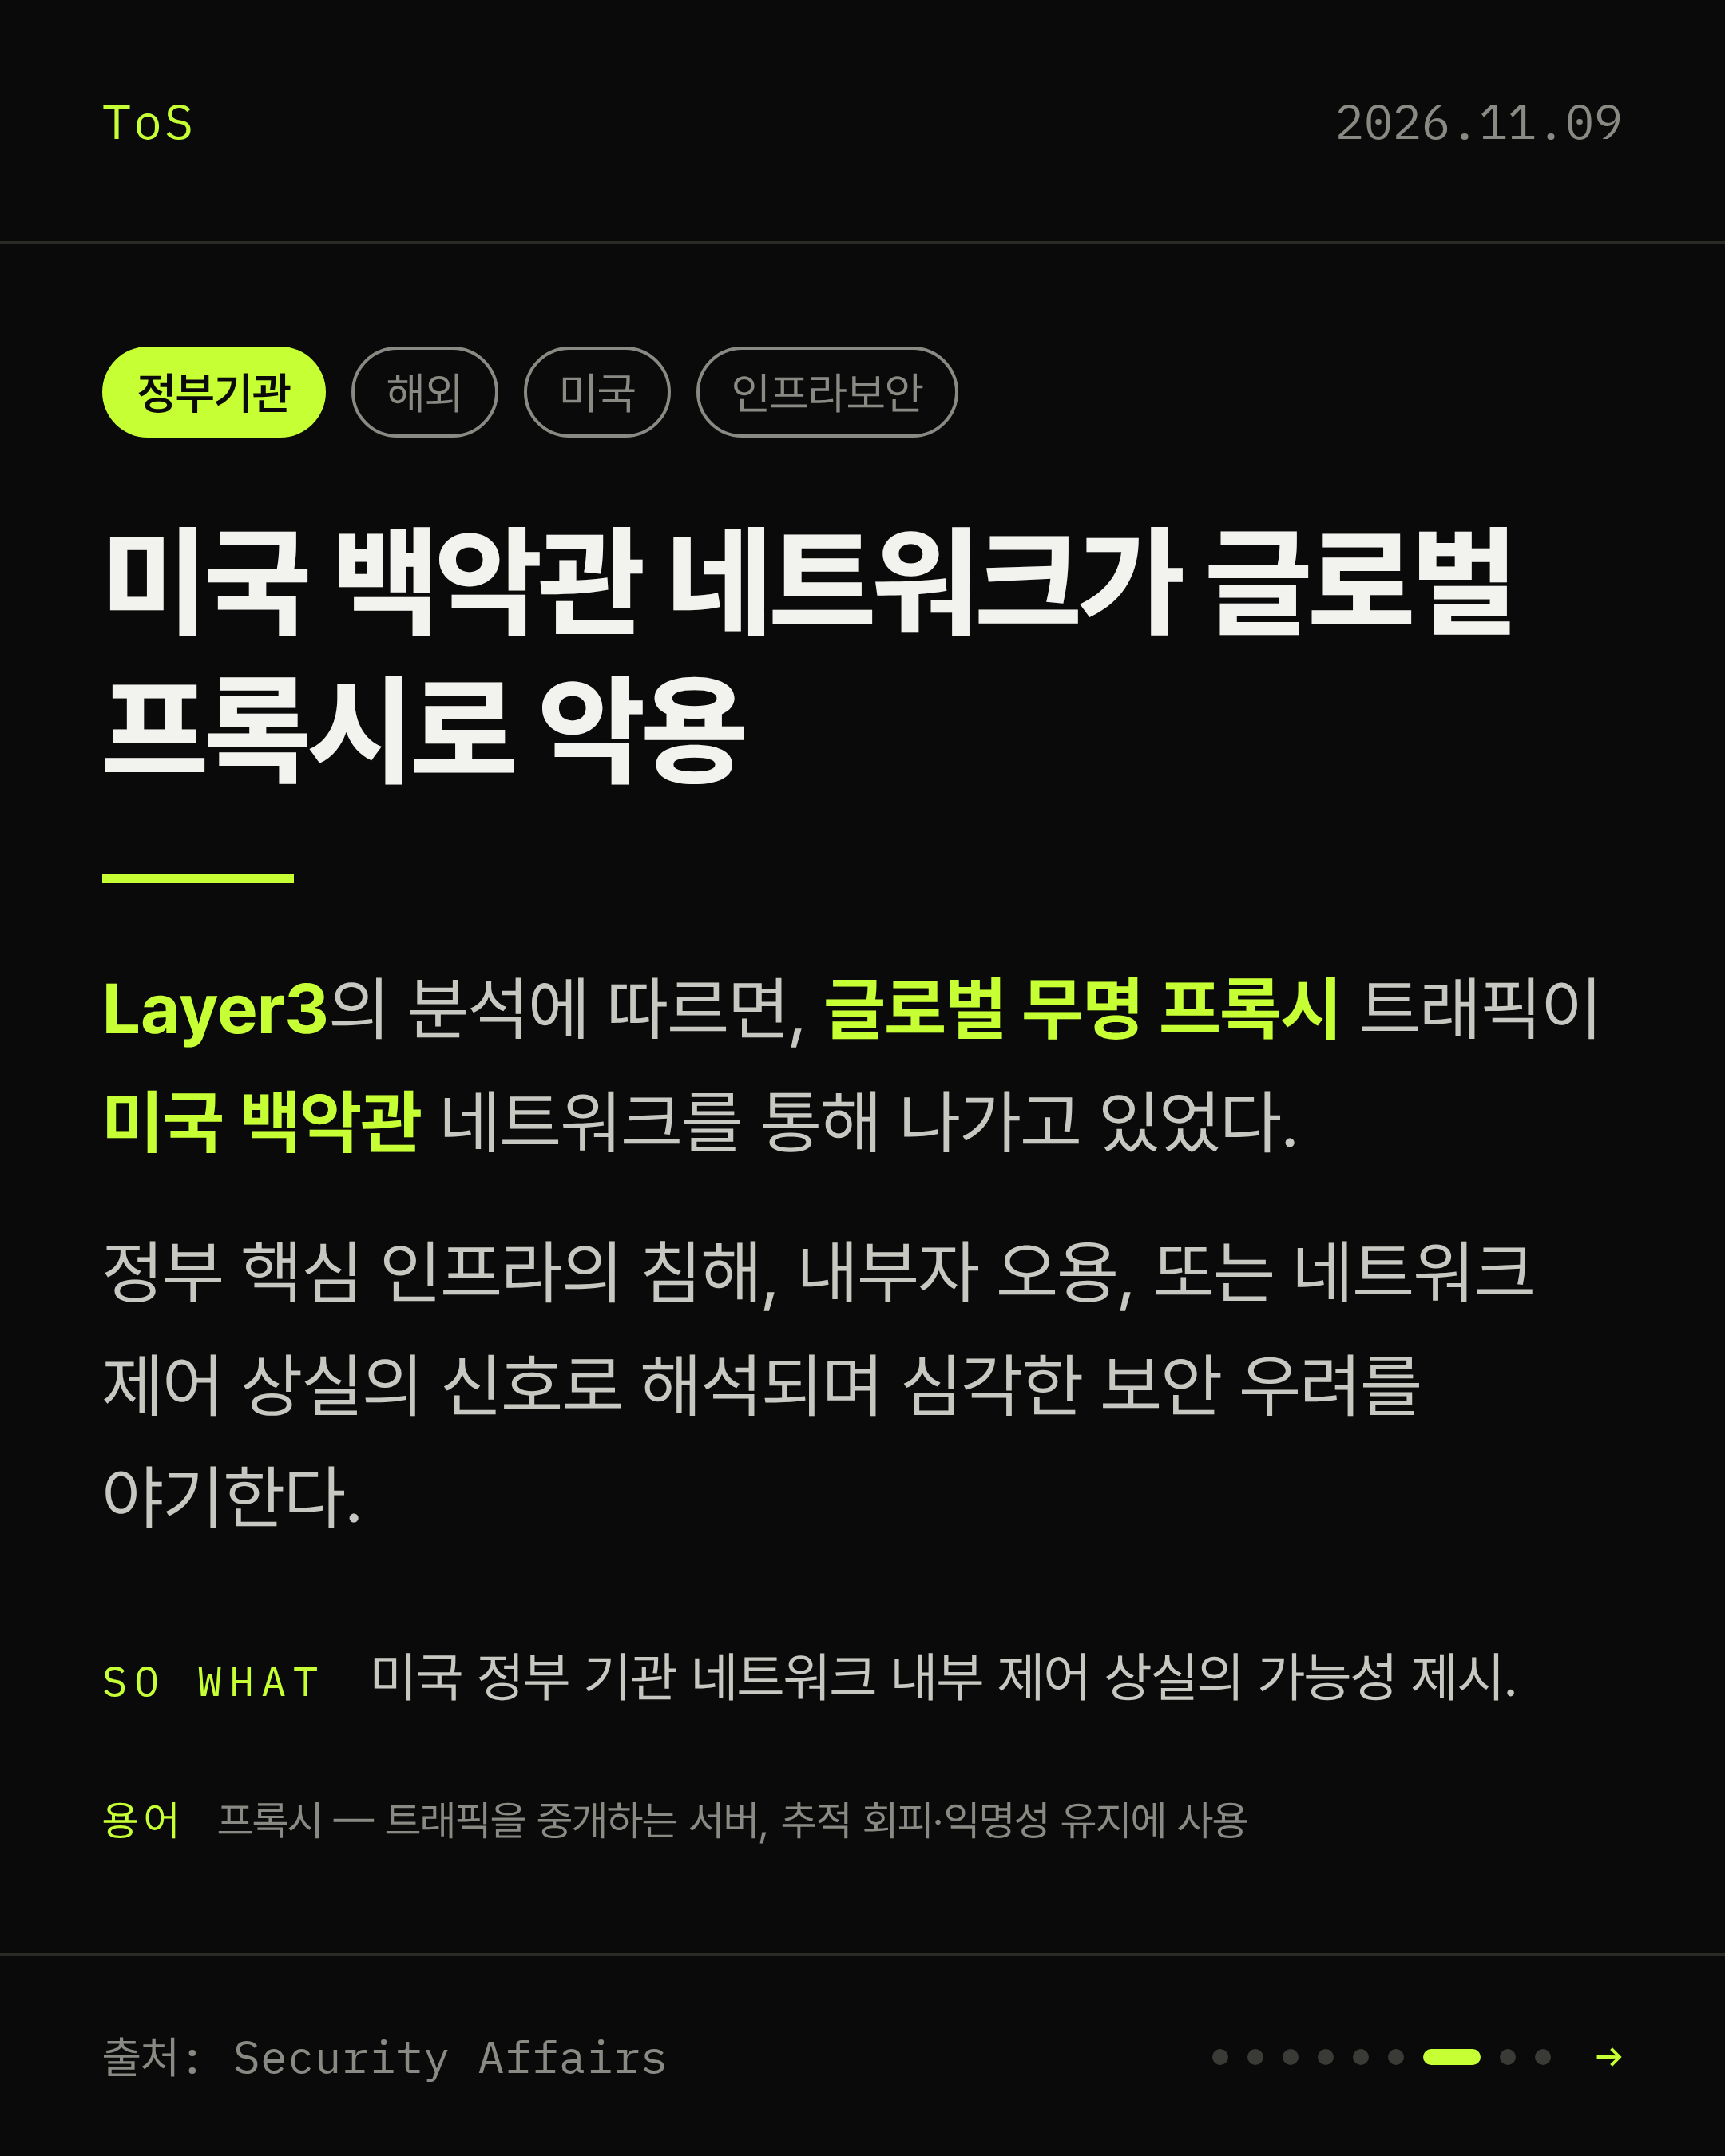 ToS
2026.11.09
정부기관
해외
미국
인프라보안
미국 백악관 네트워크가 글로벌
프록시로 악용
Layer3의 분석에 따르면, 글로벌 무명 프록시 트래픽이
미국 백악관 네트워크를 통해 나가고 있었다.
정부 핵심 인프라의 침해, 내부자 오용, 또는 네트워크
제어 상실의 신호로 해석되며 심각한 보안 우려를
야기한다.
SO WHAT 미국 정부 기관 네트워크 내부 제어 상실의 가능성 제시.
용어 프록시 — 트래픽을 중개하는 서버, 추적 회피·익명성 유지에 사용
출처: Security Affairs →